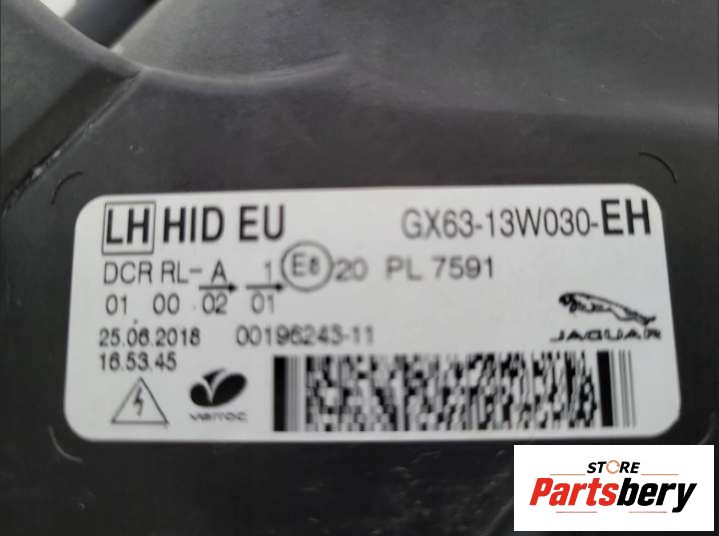 LH HID EU GX63-13W030-EH
DCR RL-A 1 E8 20 PL 7591
01 00 02 01
25.06.2018 00196243-11
16.53.45
JAGUAR
varroc
STORE
Partsbery